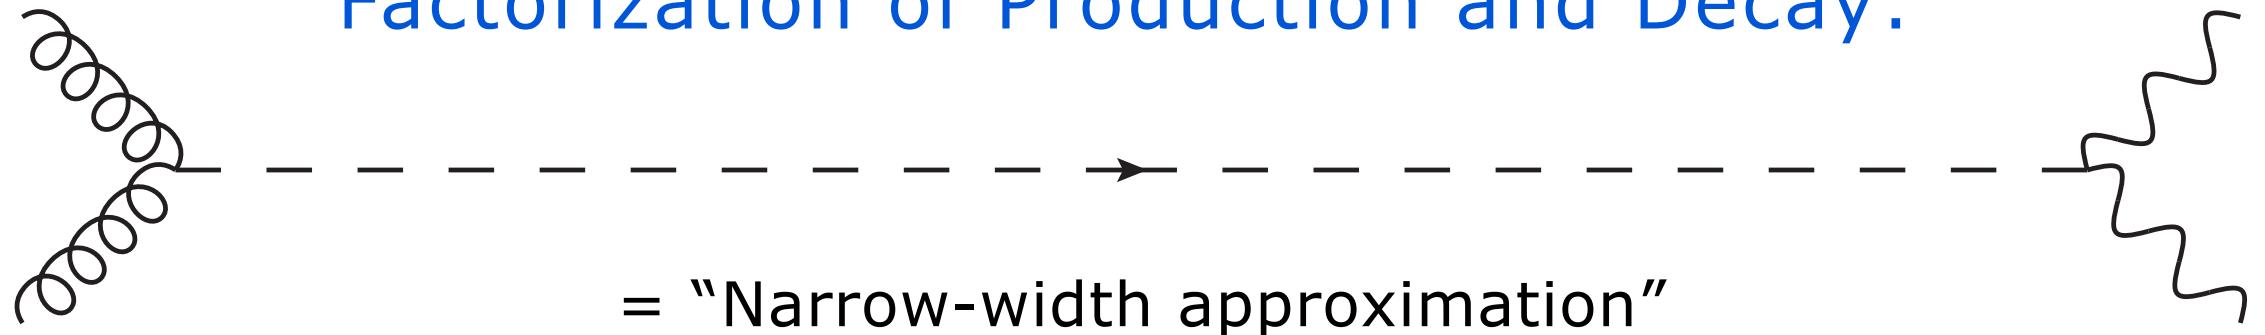 Factorization of Production and Decay:
= “Narrow-width approximation”